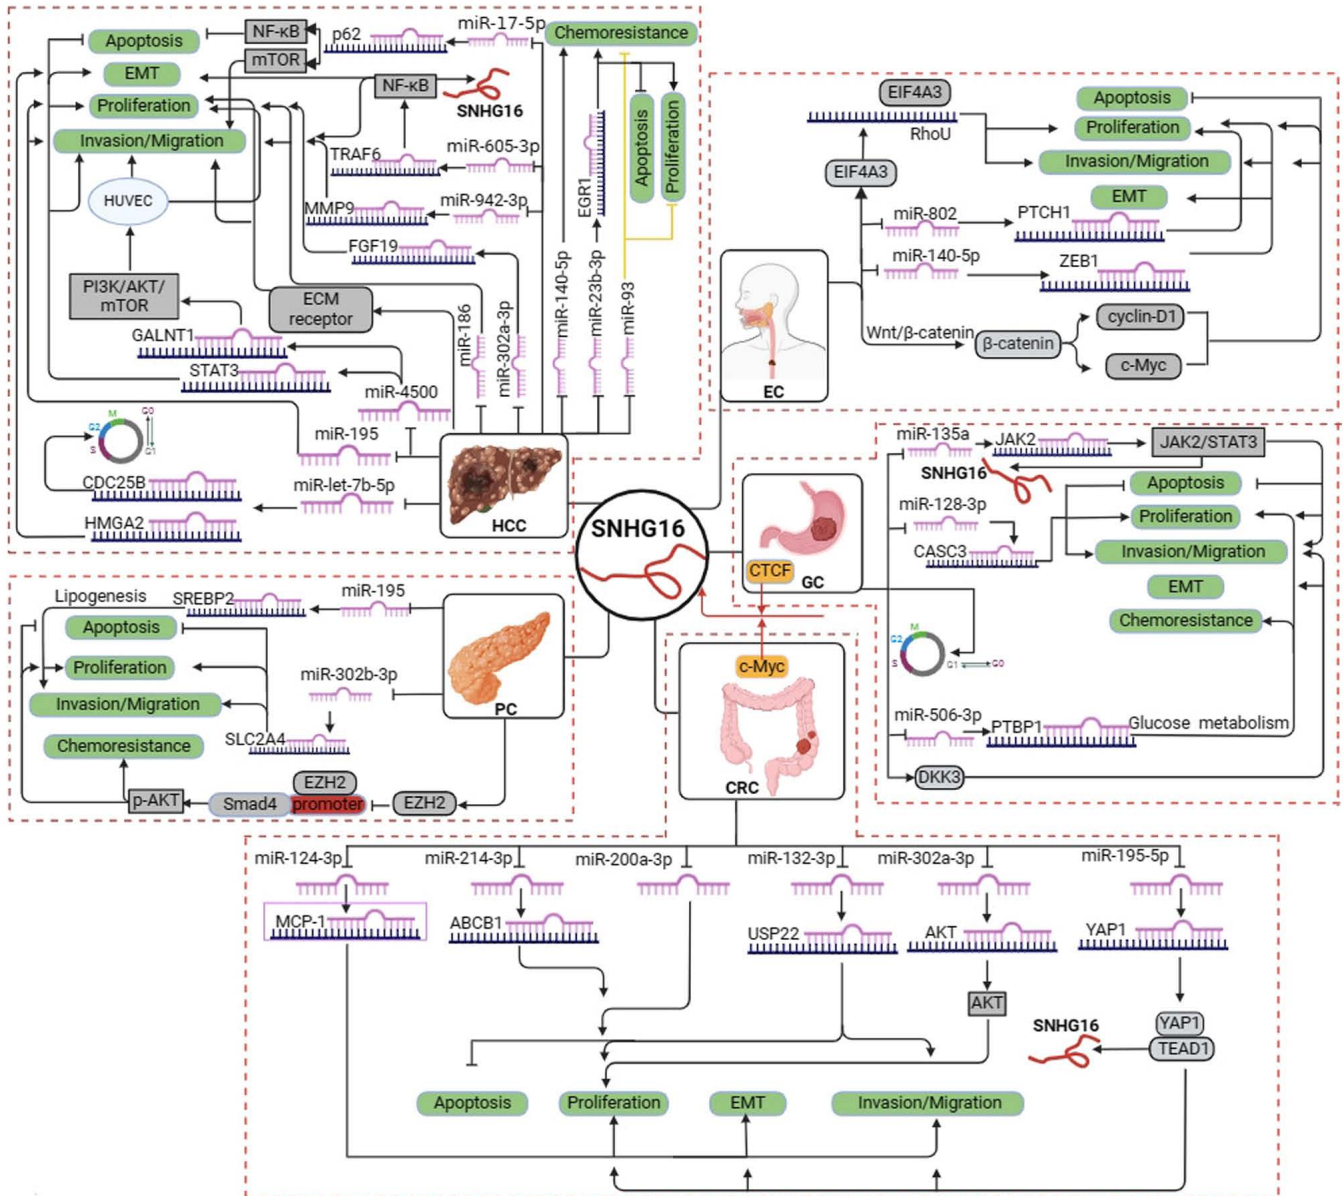 Apoptosis
NF-κB
p62
miR-17-5p
Chemoresistance
EMT
mTOR
NF-κB
SNHG16
Proliferation
Invasion/Migration
TRAF6
miR-605-3p
EGR1
Apoptosis
Proliferation
HUVEC
MMP9
miR-942-3p
FGF19
PI3K/AKT/
mTOR
ECM
receptor
GALNT1
STAT3
miR-186
miR-302a-3p
miR-140-5p
miR-23b-3p
miR-93
miR-4500
M
G0
G2
S
G1
miR-195
CDC25B
miR-let-7b-5p
HMGA2
HCC
EIF4A3
RhoU
Apoptosis
Proliferation
Invasion/Migration
EMT
EIF4A3
miR-802
PTCH1
miR-140-5p
ZEB1
Wnt/β-catenin
β-catenin
cyclin-D1
c-Myc
EC
SNHG16
miR-135a
JAK2
JAK2/STAT3
SNHG16
Apoptosis
miR-128-3p
Proliferation
CASC3
Invasion/Migration
EMT
Chemoresistance
CTCF
GC
M
G2
S
G1
G0
miR-506-3p
PTBP1
Glucose metabolism
DKK3
Lipogenesis
SREBP2
miR-195
Apoptosis
Proliferation
miR-302b-3p
Invasion/Migration
Chemoresistance
SLC2A4
PC
EZH2
p-AKT
Smad4
promoter
EZH2
c-Myc
CRC
miR-124-3p
miR-214-3p
miR-200a-3p
miR-132-3p
miR-302a-3p
miR-195-5p
MCP-1
ABCB1
USP22
AKT
YAP1
AKT
SNHG16
YAP1
TEAD1
Apoptosis
Proliferation
EMT
Invasion/Migration